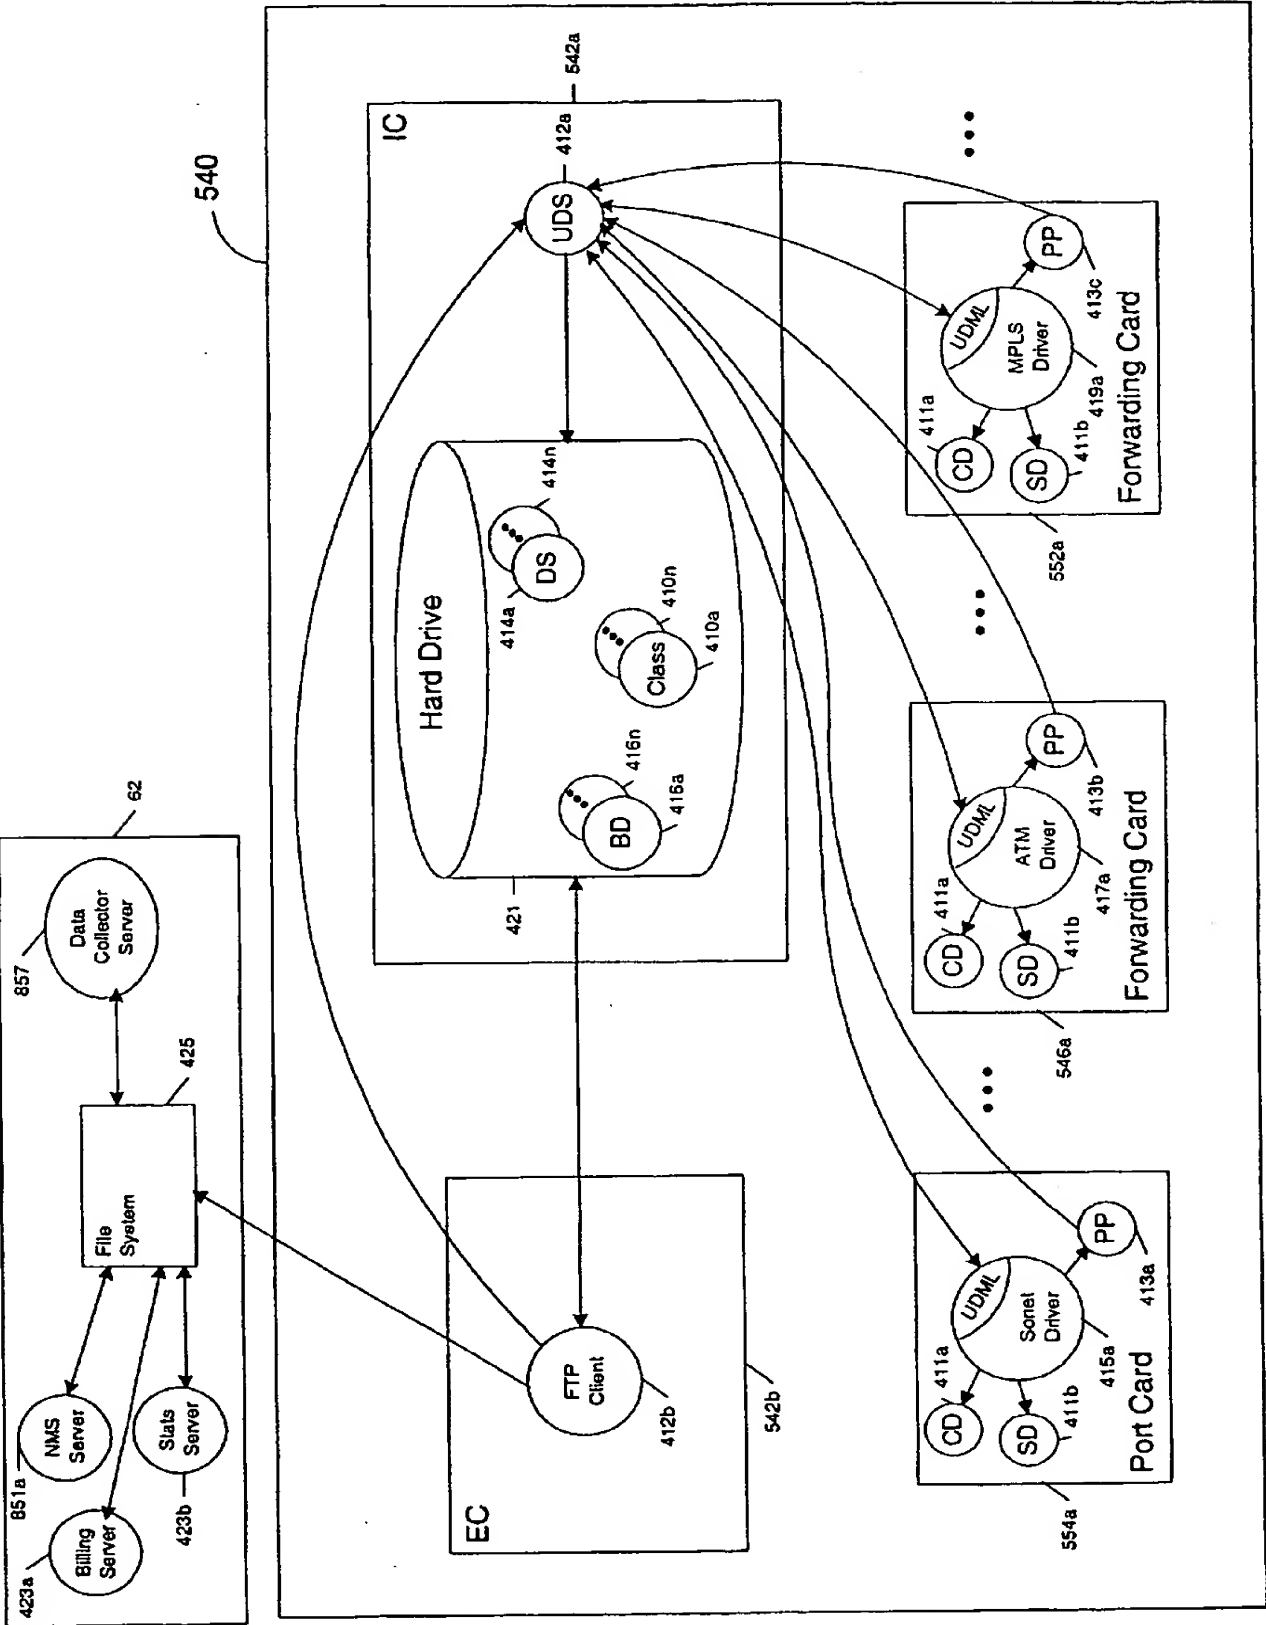 62
857
Data
Collector
Server
425
File
System
851a
NMS
Server
423a
Billing
Server
Stats
Server
423b
540
IC
542a
412a
UDS
Hard Drive
421
414n
DS
414a
410n
Class
410a
416n
BD
416a
EC
FTP
Client
412b
542b
554a
Port Card
UDML
Sonet
Driver
415a
411a
CD
SD
411b
PP
413a
•••
546a
Forwarding Card
UDML
ATM
Driver
417a
411a
CD
SD
411b
PP
413b
•••
552a
Forwarding Card
UDML
MPLS
Driver
419a
411a
CD
SD
411b
PP
413c
•••